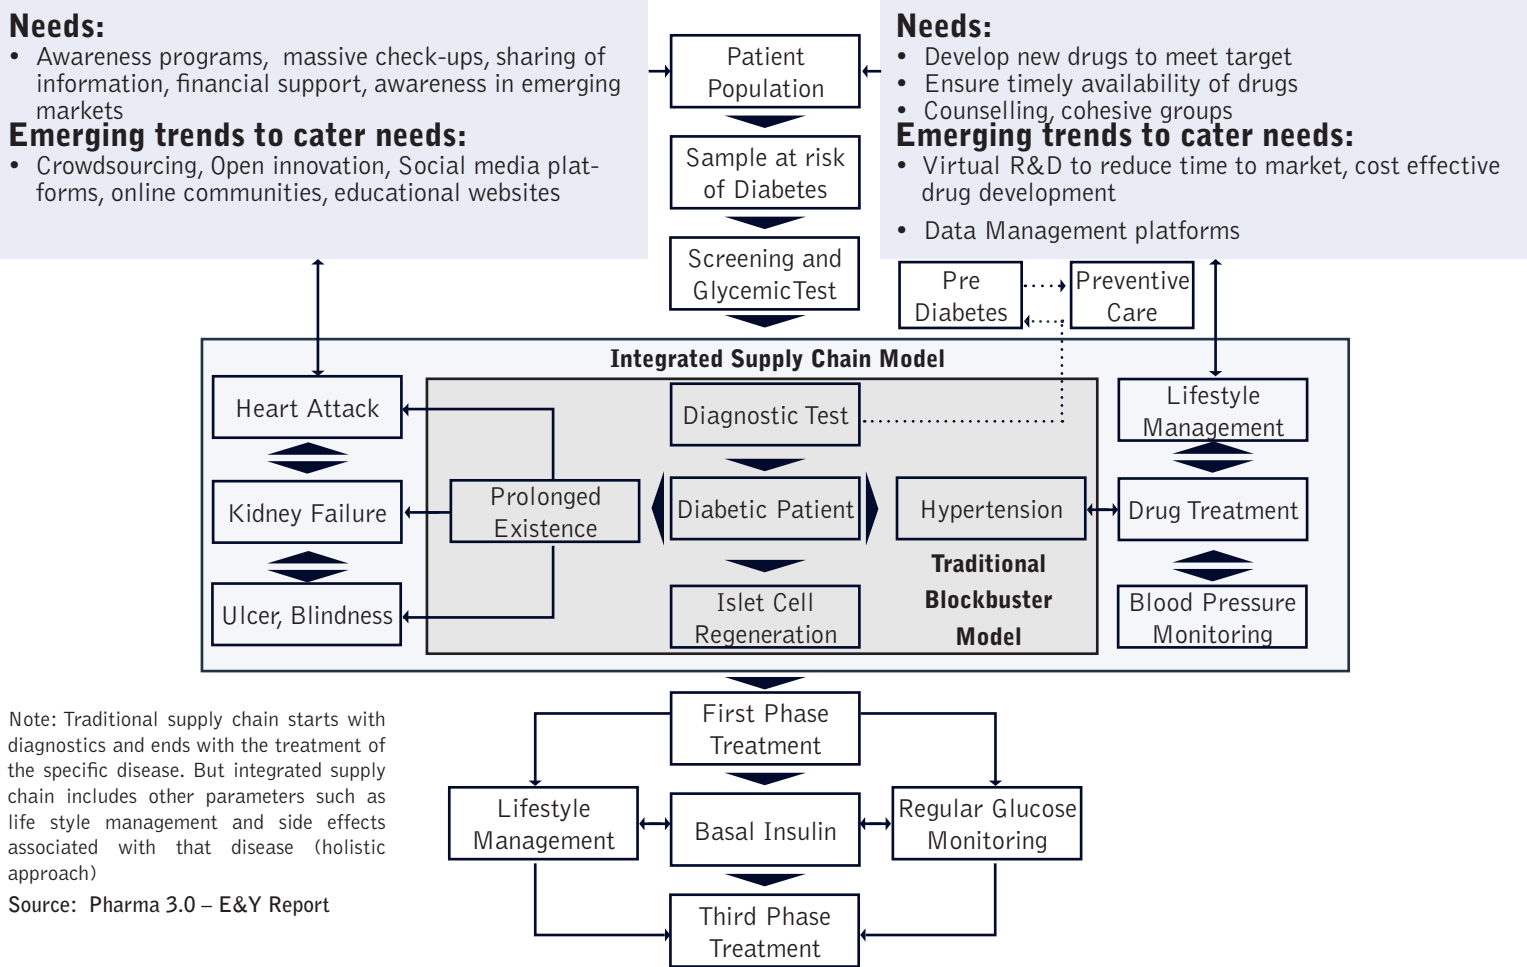 Needs:
• Awareness programs, massive check-ups, sharing of
information, financial support, awareness in emerging
markets
Emerging trends to cater needs:
• Crowdsourcing, Open innovation, Social media plat-
forms, online communities, educational websites
Patient
Population
Needs:
• Develop new drugs to meet target
• Ensure timely availability of drugs
• Counselling, cohesive groups
Emerging trends to cater needs:
• Virtual R&D to reduce time to market, cost effective
drug development
• Data Management platforms
Sample at risk
of Diabetes
Screening and
GlycemicTest
Pre
Diabetes
Preventive
Care
Integrated Supply Chain Model
Heart Attack
Diagnostic Test
Lifestyle
Management
Kidney Failure
Prolonged
Existence
Diabetic Patient
Hypertension
Drug Treatment
Traditional
Blockbuster
Model
Ulcer, Blindness
Islet Cell
Regeneration
Blood Pressure
Monitoring
Note: Traditional supply chain starts with
diagnostics and ends with the treatment of
the specific disease. But integrated supply
chain includes other parameters such as
life style management and side effects
associated with that disease (holistic
approach)
Source: Pharma 3.0 – E&Y Report
First Phase
Treatment
Lifestyle
Management
Basal Insulin
Regular Glucose
Monitoring
Third Phase
Treatment